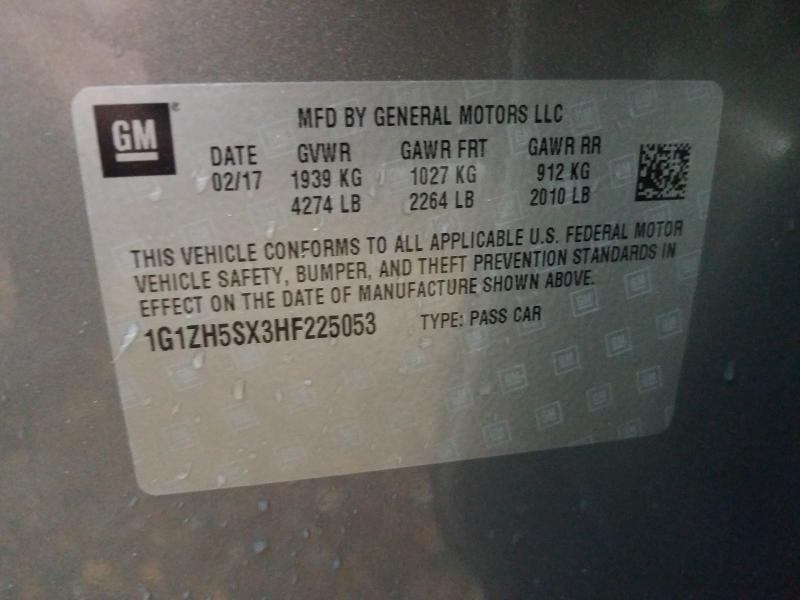 GM
MFD BY GENERAL MOTORS LLC
DATE GVWR GAWR FRT GAWR RR
02/17 1939 KG 1027 KG 912 KG
4274 LB 2264 LB 2010 LB
THIS VEHICLE CONFORMS TO ALL APPLICABLE U.S. FEDERAL MOTOR
VEHICLE SAFETY, BUMPER, AND THEFT PREVENTION STANDARDS IN
EFFECT ON THE DATE OF MANUFACTURE SHOWN ABOVE.
1G1ZH5SX3HF225053 TYPE: PASS CAR